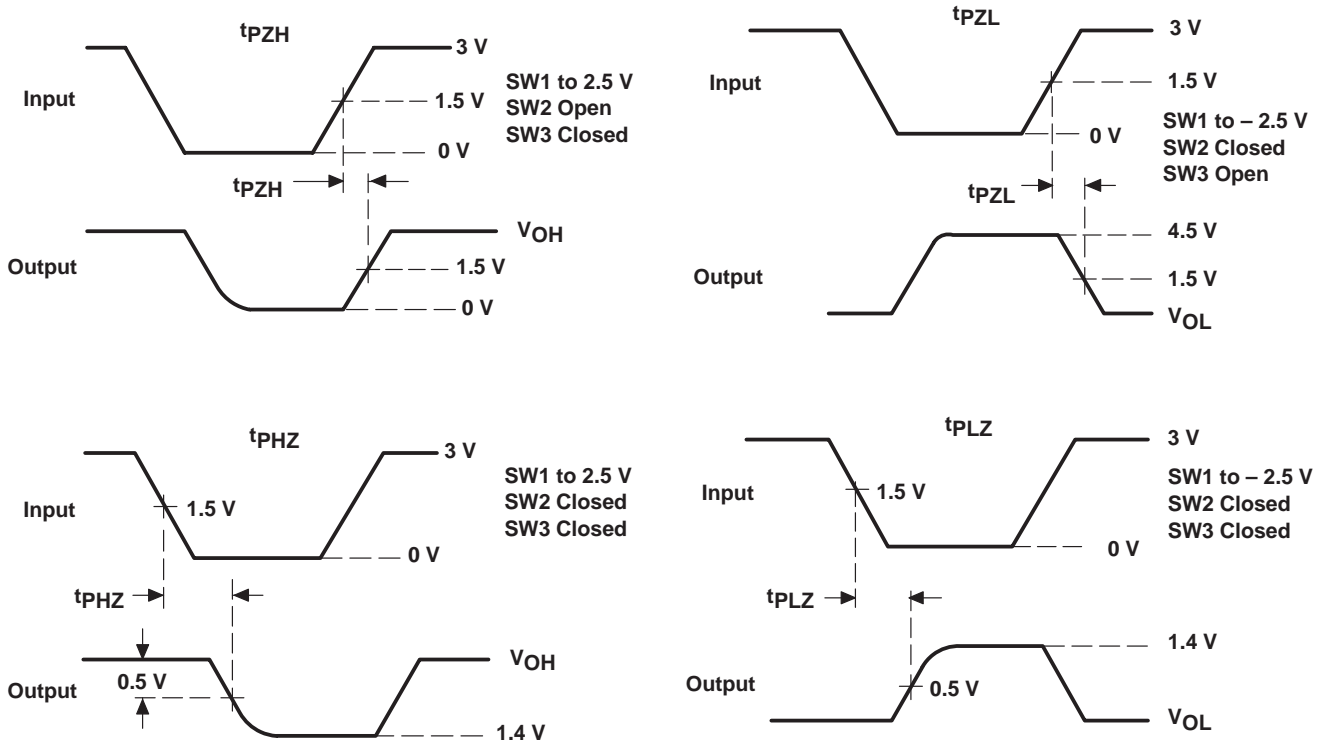 tPZH
3 V
Input
1.5 V
0 V
SW1 to 2.5 V
SW2 Open
SW3 Closed
tPZH
VOH
Output
1.5 V
0 V
tPZL
3 V
Input
1.5 V
0 V
SW1 to – 2.5 V
SW2 Closed
SW3 Open
tPZL
4.5 V
Output
1.5 V
VOL
tPHZ
3 V
Input
1.5 V
0 V
SW1 to 2.5 V
SW2 Closed
SW3 Closed
tPHZ
VOH
0.5 V
Output
1.4 V
tPLZ
3 V
Input
1.5 V
0 V
SW1 to – 2.5 V
SW2 Closed
SW3 Closed
tPLZ
1.4 V
Output
0.5 V
VOL